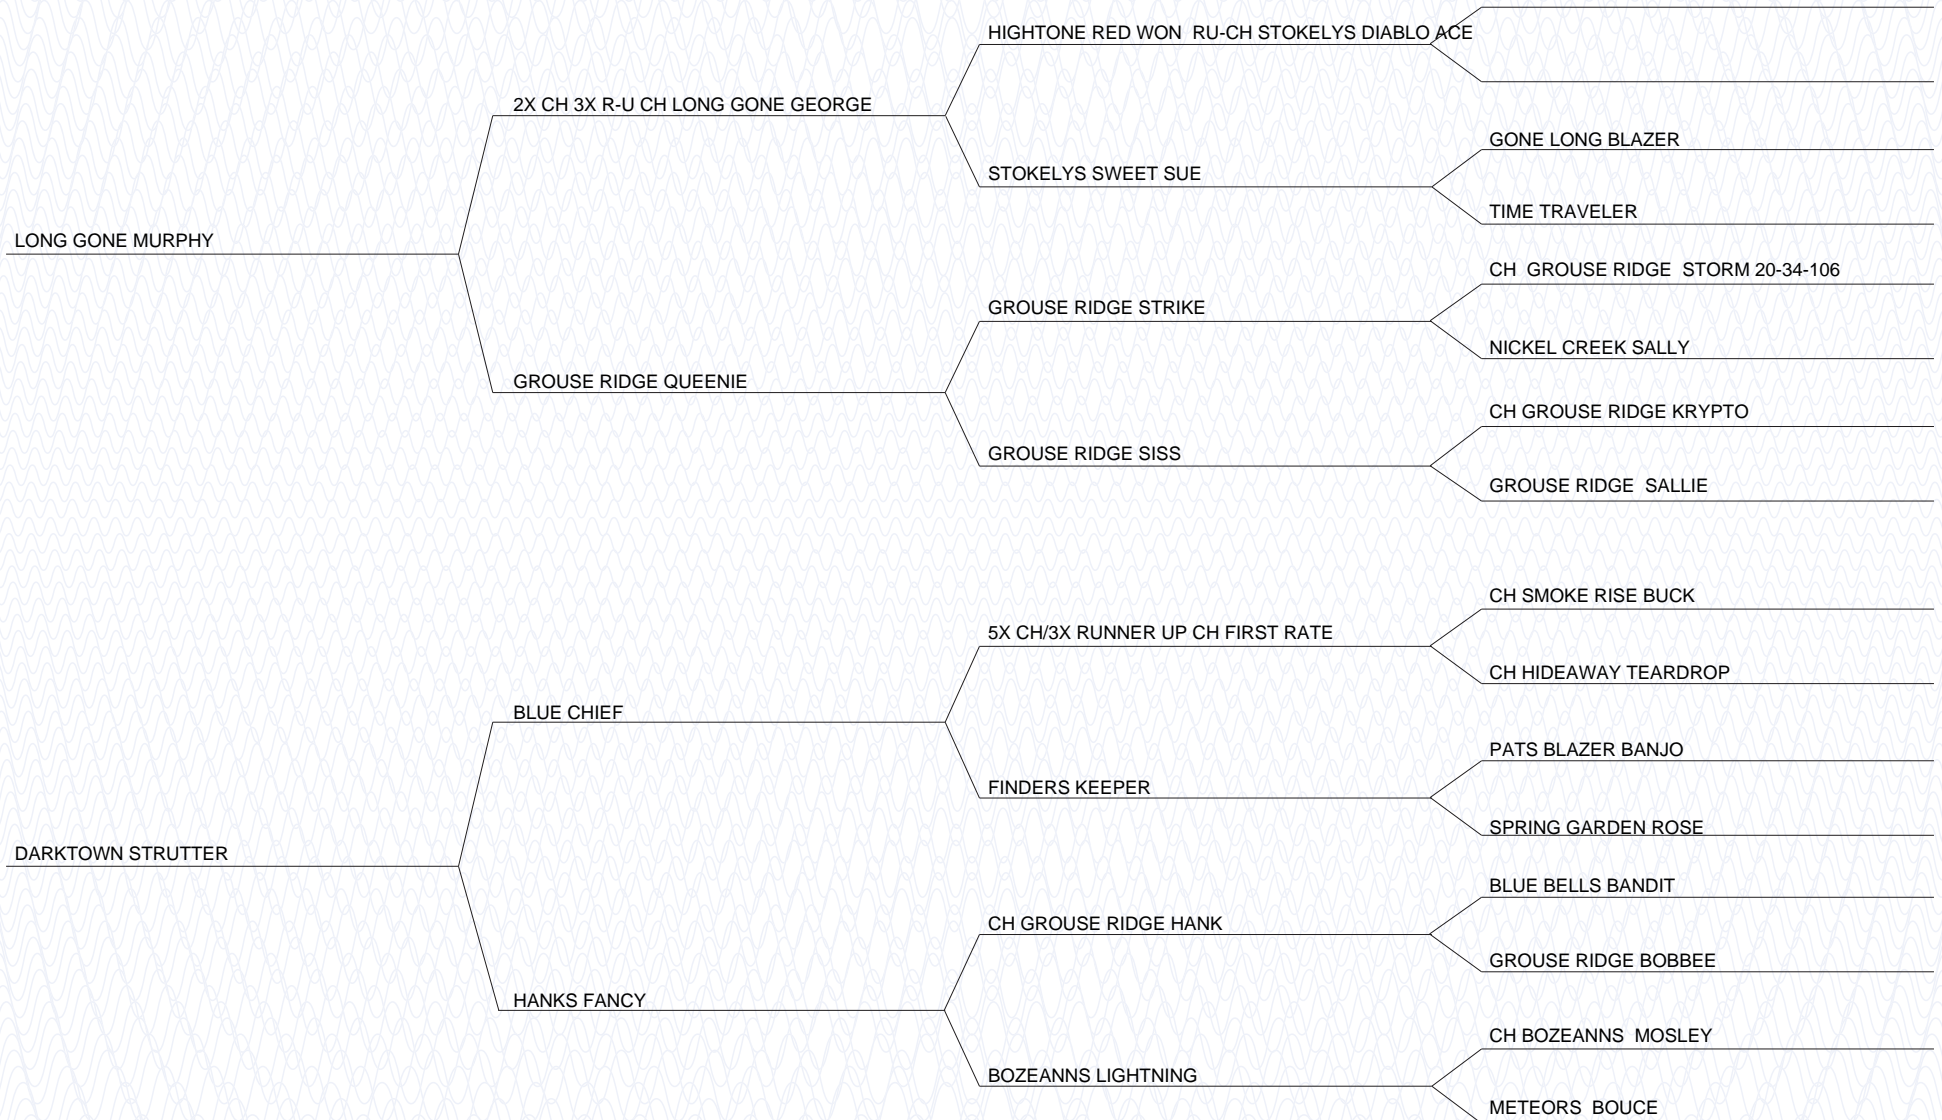 HIGHTONE RED WON  RU-CH STOKELYS DIABLO ACE
2X CH 3X R-U CH LONG GONE GEORGE
GONE LONG BLAZER
STOKELYS SWEET SUE
TIME TRAVELER
LONG GONE MURPHY
CH  GROUSE RIDGE  STORM 20-34-106
GROUSE RIDGE STRIKE
NICKEL CREEK SALLY
GROUSE RIDGE QUEENIE
CH GROUSE RIDGE KRYPTO
GROUSE RIDGE SISS
GROUSE RIDGE  SALLIE
CH SMOKE RISE BUCK
5X CH/3X RUNNER UP CH FIRST RATE
CH HIDEAWAY TEARDROP
BLUE CHIEF
PATS BLAZER BANJO
FINDERS KEEPER
SPRING GARDEN ROSE
DARKTOWN STRUTTER
BLUE BELLS BANDIT
CH GROUSE RIDGE HANK
GROUSE RIDGE BOBBEE
HANKS FANCY
CH BOZEANNS  MOSLEY
BOZEANNS LIGHTNING
METEORS  BOUCE